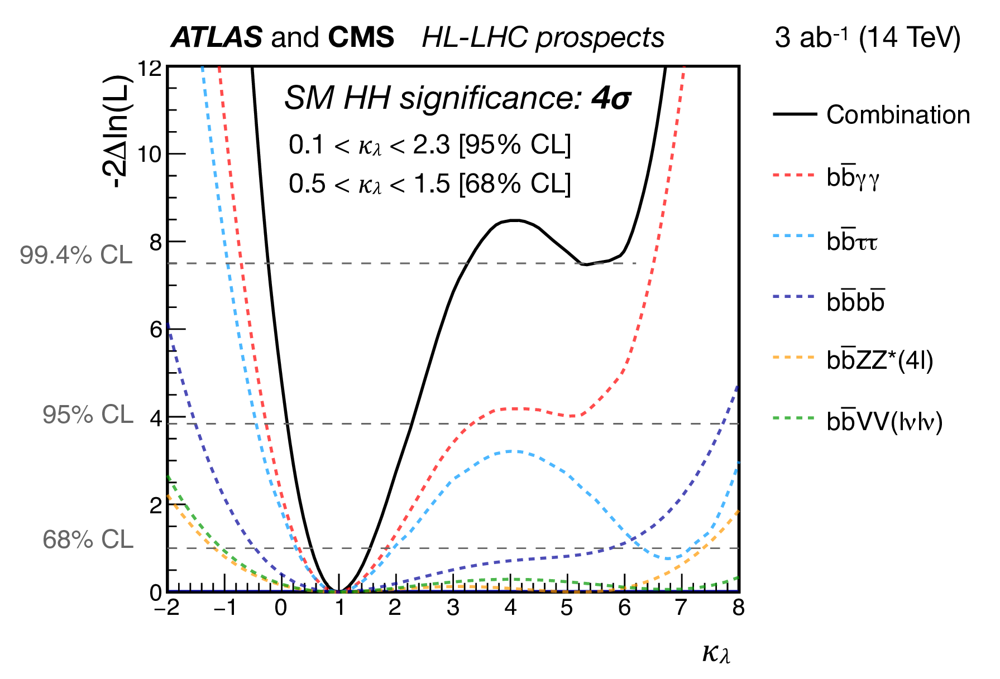 ATLAS and CMS HL-LHC prospects 3 ab⁻¹ (14 TeV)
-2Δln(L)
12
10
8
6
4
2
0
99.4% CL
95% CL
68% CL
SM HH significance: 4σ
0.1 < κλ < 2.3 [95% CL]
0.5 < κλ < 1.5 [68% CL]
−2 −1 0 1 2 3 4 5 6 7 8
κλ
Combination
bb̅γγ
bb̅ττ
bb̅bb̅
bb̅ZZ*(4l)
bb̅VV(lνlν)